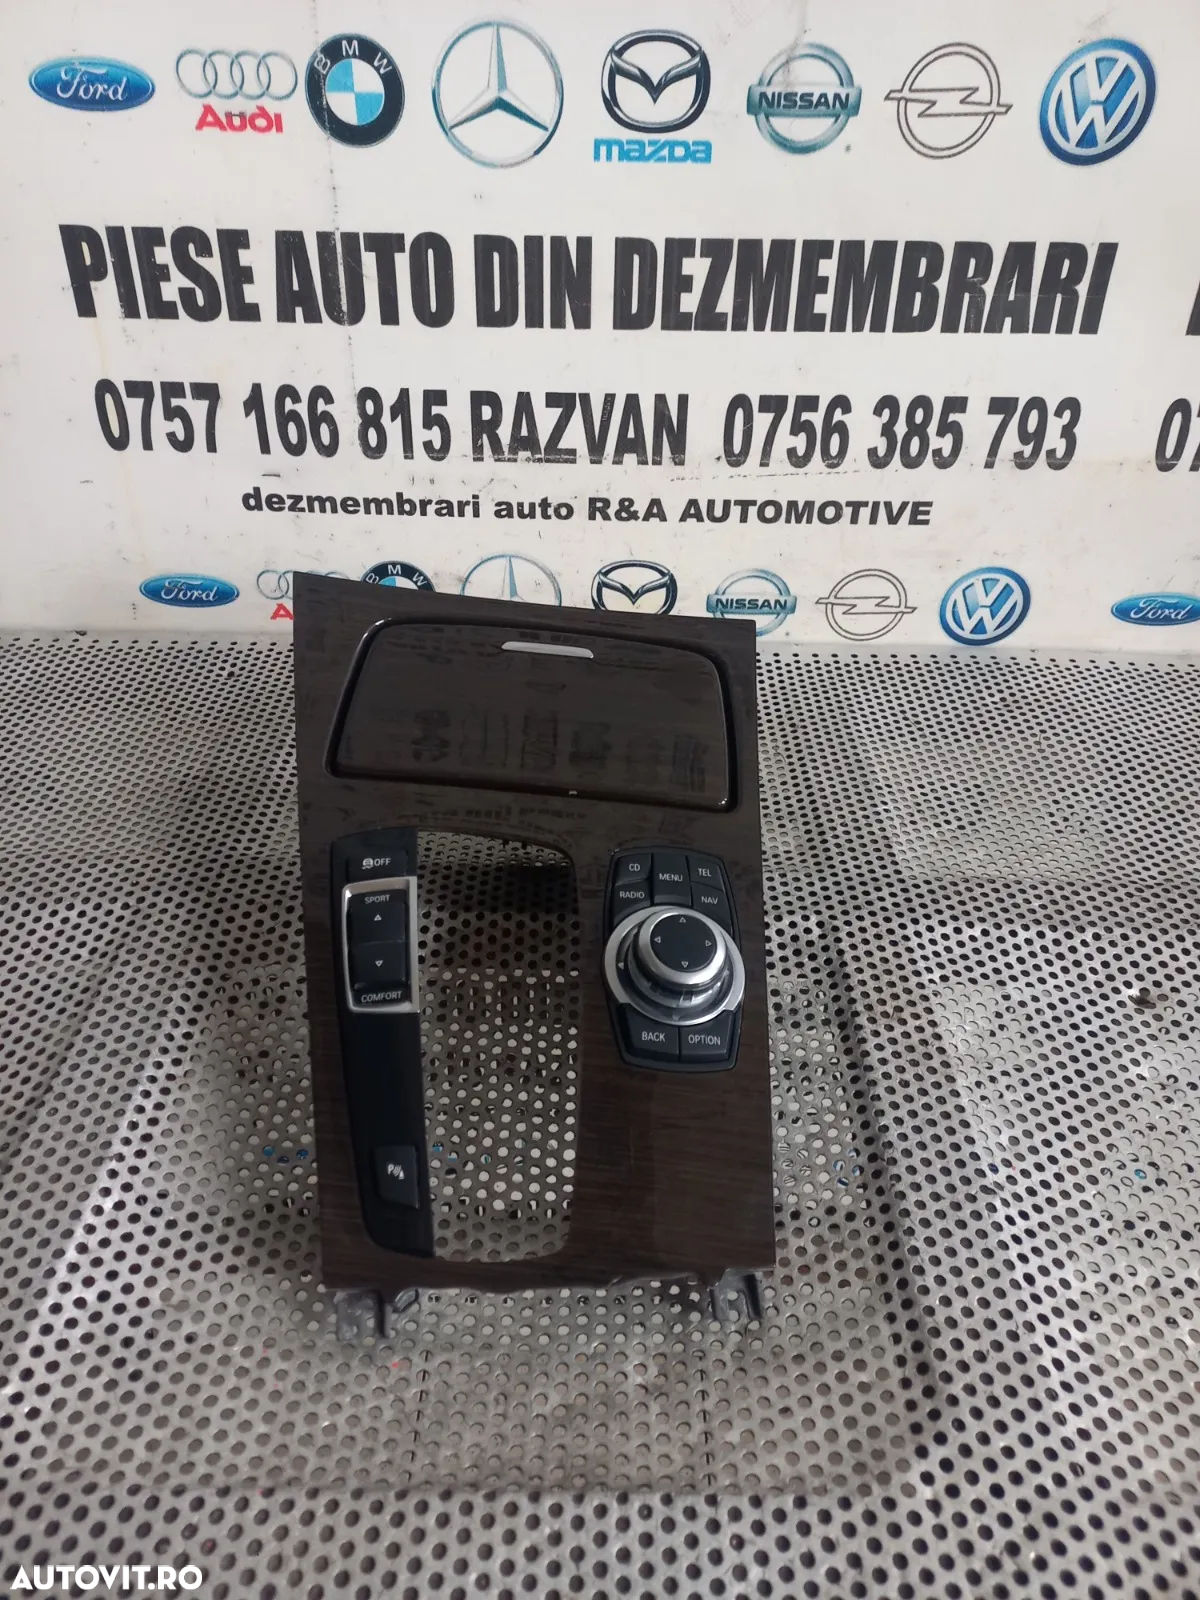 Ford
Audi
BMW
mazda
NISSAN
PIESE AUTO DIN DEZMEMBRARI
0757 166 815 RAZVAN 0756 385 793
dezmembrari auto R&A AUTOMOTIVE
Ford
BMW
NISSAN
Ford
OFF
SPORT
COMFORT
P
CD
MENU
TEL
RADIO
NAV
BACK
OPTION
AUTOVIT.RO